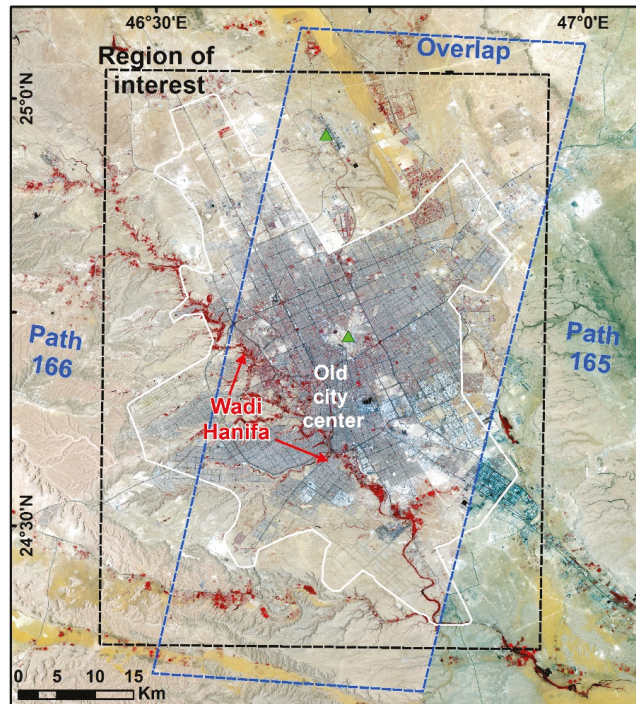 46°30'E
47°0'E
Overlap
Region of
interest
25°0'N
Path
166
Path
165
Old
city
center
Wadi
Hanifa
24°30'N
0 5 10 15
Km